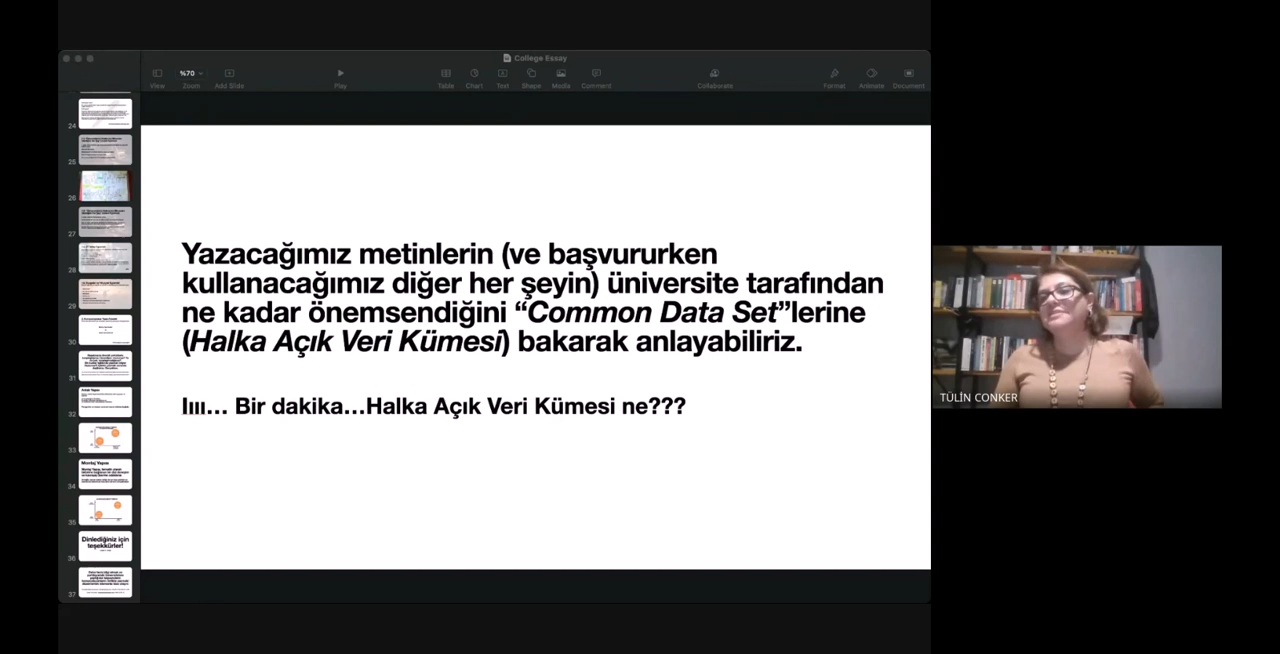 College Essay
%70
View
Zoom
Add Slide
Play
Table
Chart
Text
Shape
Media
Comment
Collaborate
Format
Animate
Document
24
25
26
27
28
29
30
31
32
33
Montaj Yapısı
34
35
Dinlediğiniz için
teşekkürler!
36
37
Yazacağımız metinlerin (ve başvururken
kullanacağımız diğer her şeyin) üniversite tarafından
ne kadar önemsendiğini “Common Data Set”lerine
(Halka Açık Veri Kümesi) bakarak anlayabiliriz.
Iııı… Bir dakika…Halka Açık Veri Kümesi ne???
TÜLİN CONKER